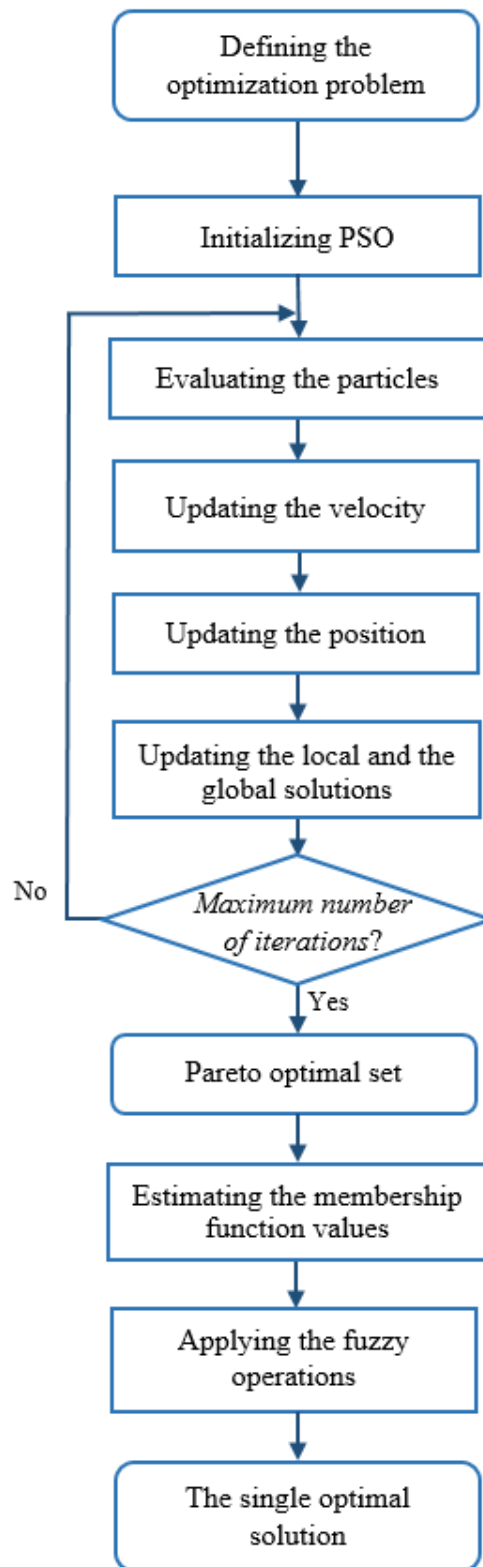 Defining the
optimization problem
Initializing PSO
Evaluating the particles
Updating the velocity
Updating the position
Updating the local and the
global solutions
No
Maximum number
of iterations?
Yes
Pareto optimal set
Estimating the membership
function values
Applying the fuzzy
operations
The single optimal
solution